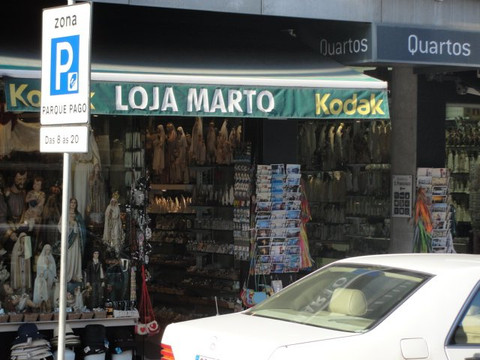 zona
P
PARQUE PAGO
Das 8 às 20
Kodak LOJA MARTO Kodak
Quartos Quartos